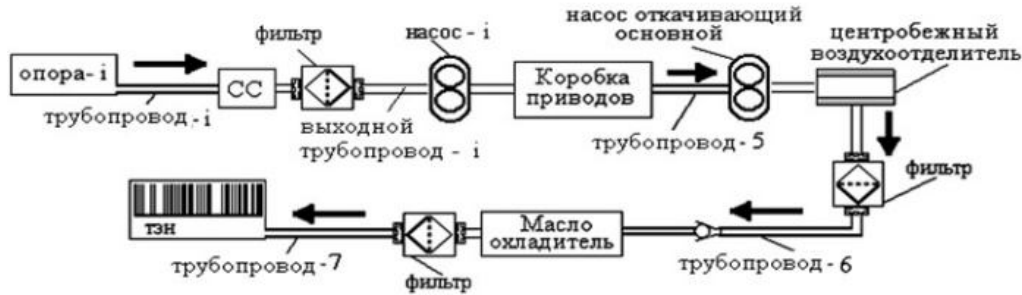 опора-i
трубопровод-i
СС
фильтр
выходной
трубопровод - i
насос - i
Коробка
приводов
насос откачивающий
основной
трубопровод - 5
центробежный
воздухоотделитель
фильтр
трубопровод-6
Масло
охладитель
фильтр
трубопровод-7
ТЭН